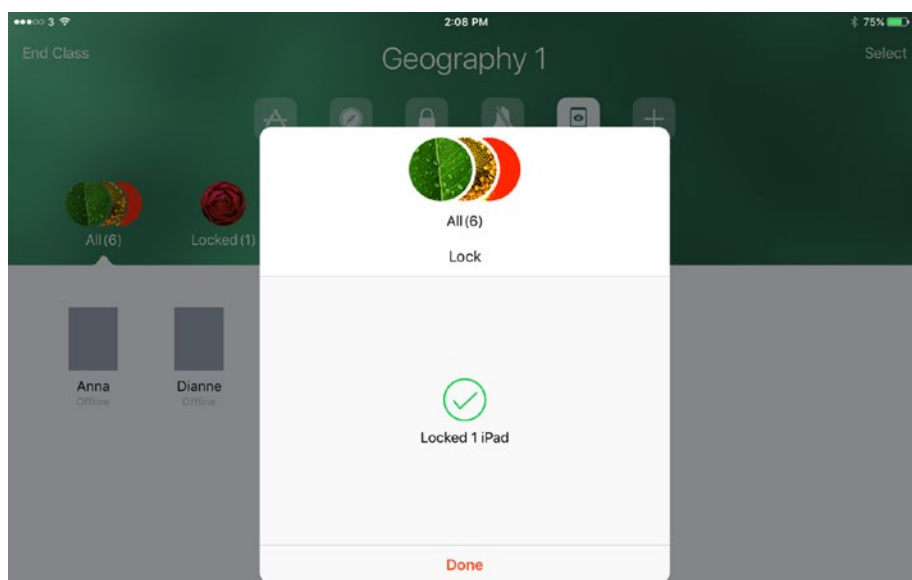 3
2:08 PM
75%
End Class
Geography 1
Select
All (6)
Locked (1)
All (6)
Lock
Anna
Offline
Dianne
Offline
Locked 1 iPad
Done